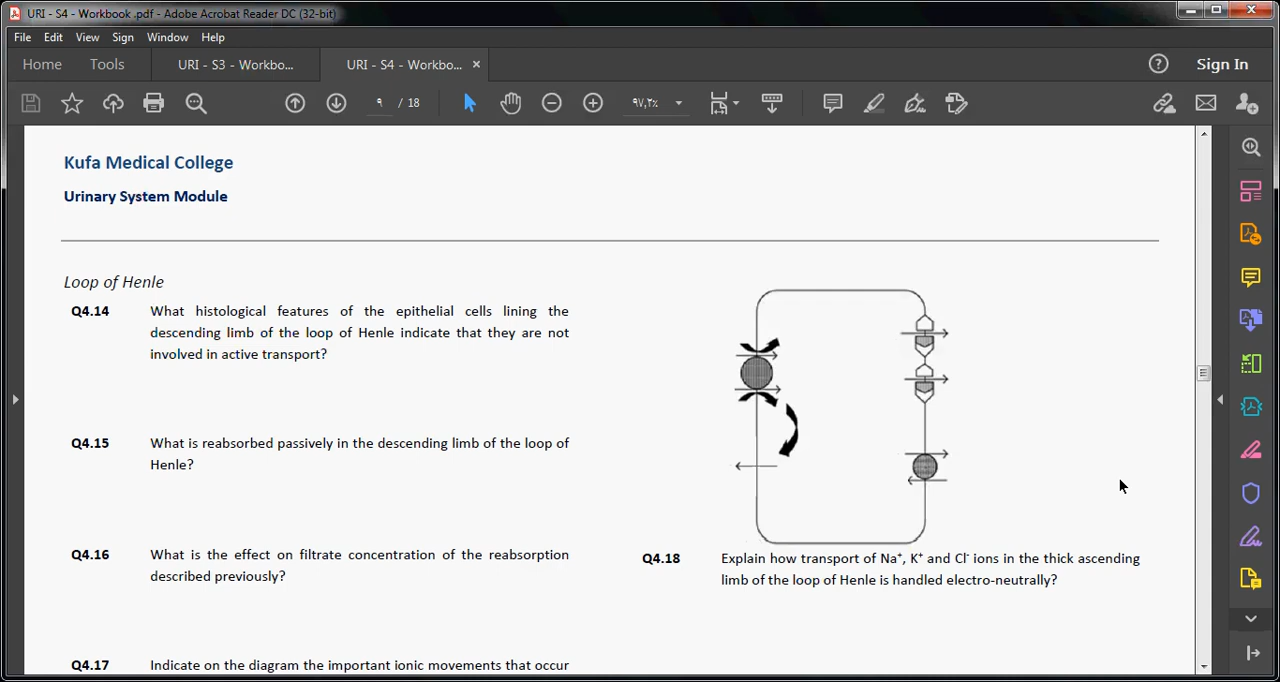 URI - S4 - Workbook .pdf - Adobe Acrobat Reader DC (32-bit)
File Edit View Sign Window Help
Home Tools URI - S3 - Workbo... URI - S4 - Workbo... × Sign In
٩ / 18 ٩٧,٢%
Kufa Medical College
Urinary System Module
Loop of Henle
Q4.14 What histological features of the epithelial cells lining the
descending limb of the loop of Henle indicate that they are not
involved in active transport?
Q4.15 What is reabsorbed passively in the descending limb of the loop of
Henle?
Q4.16 What is the effect on filtrate concentration of the reabsorption
described previously?
Q4.17 Indicate on the diagram the important ionic movements that occur
Q4.18 Explain how transport of Na⁺, K⁺ and Cl⁻ ions in the thick ascending
limb of the loop of Henle is handled electro-neutrally?